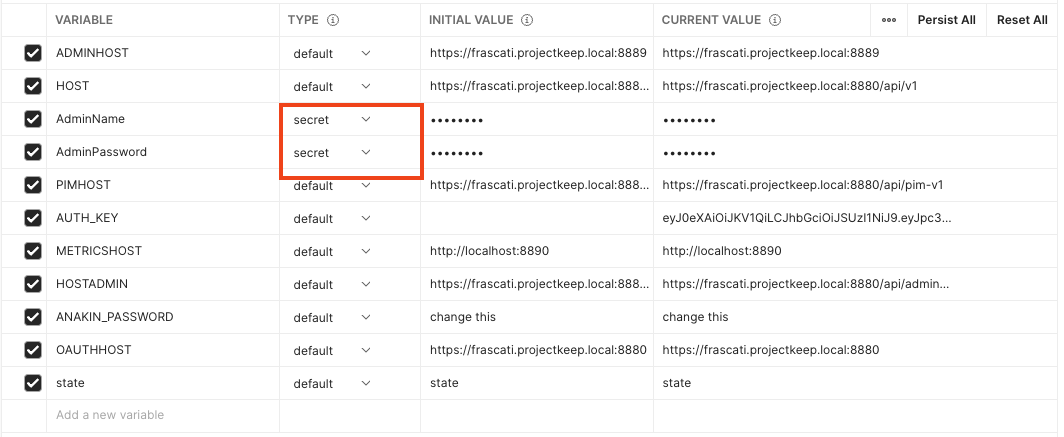 VARIABLE TYPE INITIAL VALUE CURRENT VALUE Persist All Reset All
ADMINHOST default https://frascati.projectkeep.local:8889 https://frascati.projectkeep.local:8889
HOST default https://frascati.projectkeep.local:888... https://frascati.projectkeep.local:8880/api/v1
AdminName secret •••••••• ••••••••
AdminPassword secret •••••••• ••••••••
PIMHOST default https://frascati.projectkeep.local:888... https://frascati.projectkeep.local:8880/api/pim-v1
AUTH_KEY default eyJ0eXAiOiJKV1QiLCJhbGciOiJSUzI1NiJ9.eyJpc3...
METRICSHOST default http://localhost:8890 http://localhost:8890
HOSTADMIN default https://frascati.projectkeep.local:888... https://frascati.projectkeep.local:8880/api/admin...
ANAKIN_PASSWORD default change this change this
OAUTHHOST default https://frascati.projectkeep.local:8880 https://frascati.projectkeep.local:8880
state default state state
Add a new variable